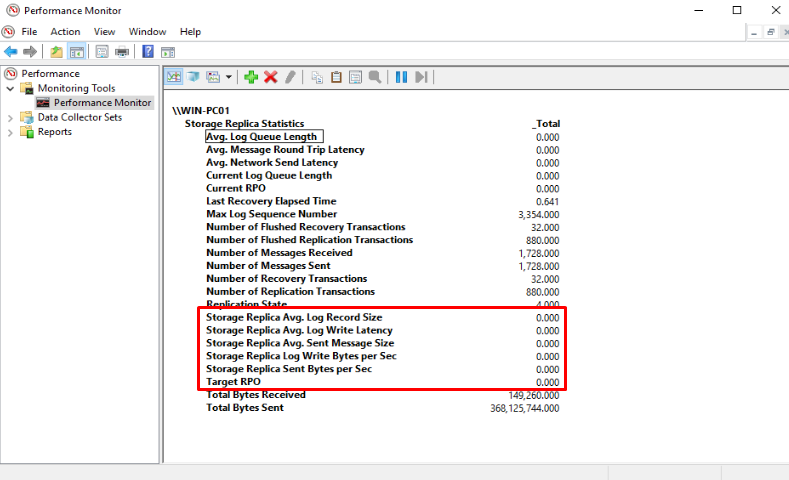 Performance Monitor
File Action View Window Help
Performance
Monitoring Tools
Performance Monitor
Data Collector Sets
Reports
\\WIN-PC01
Storage Replica Statistics _Total
Avg. Log Queue Length 0.000
Avg. Message Round Trip Latency 0.000
Avg. Network Send Latency 0.000
Current Log Queue Length 0.000
Current RPO 0.000
Last Recovery Elapsed Time 0.641
Max Log Sequence Number 3,354.000
Number of Flushed Recovery Transactions 32.000
Number of Flushed Replication Transactions 880.000
Number of Messages Received 1,728.000
Number of Messages Sent 1,728.000
Number of Recovery Transactions 32.000
Number of Replication Transactions 880.000
Replication State 4.000
Storage Replica Avg. Log Record Size 0.000
Storage Replica Avg. Log Write Latency 0.000
Storage Replica Avg. Sent Message Size 0.000
Storage Replica Log Write Bytes per Sec 0.000
Storage Replica Sent Bytes per Sec 0.000
Target RPO 0.000
Total Bytes Received 149,260.000
Total Bytes Sent 368,125,744.000